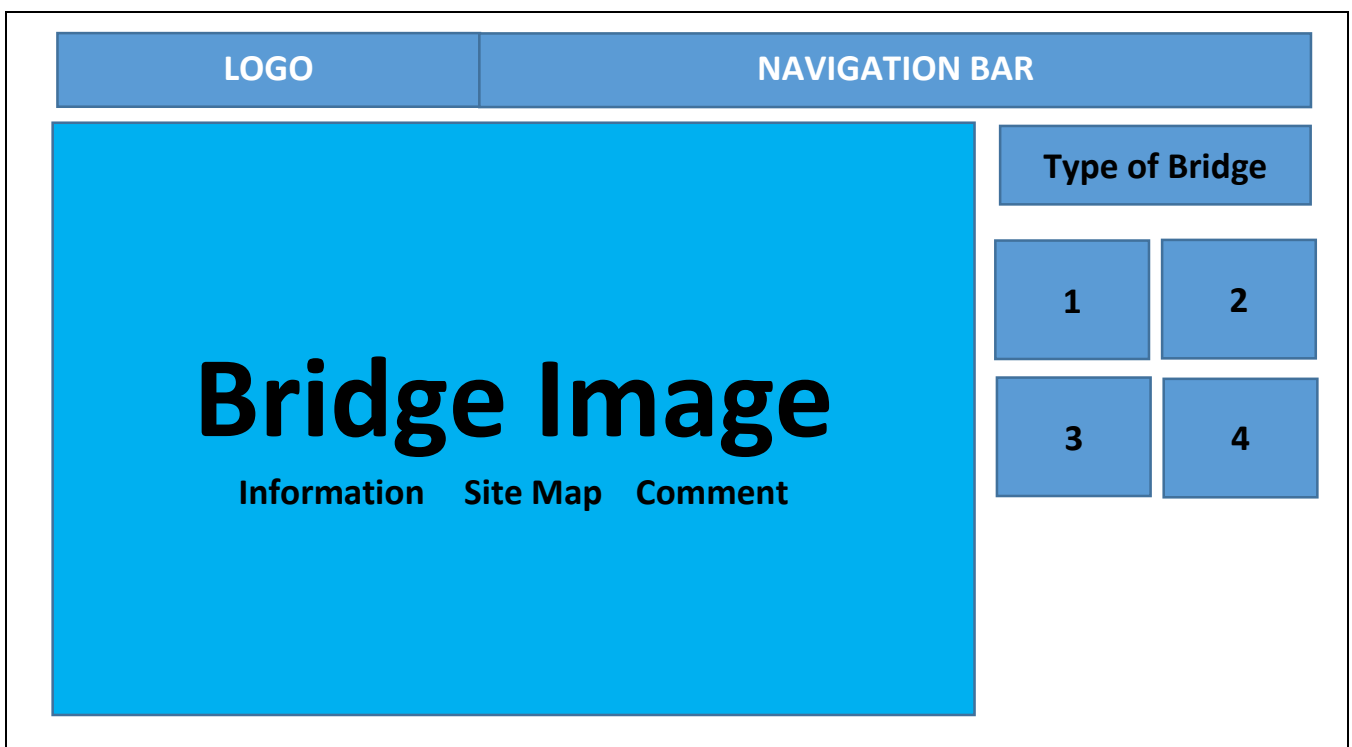 LOGO
NAVIGATION BAR
Bridge Image
Information Site Map Comment
Type of Bridge
1
2
3
4